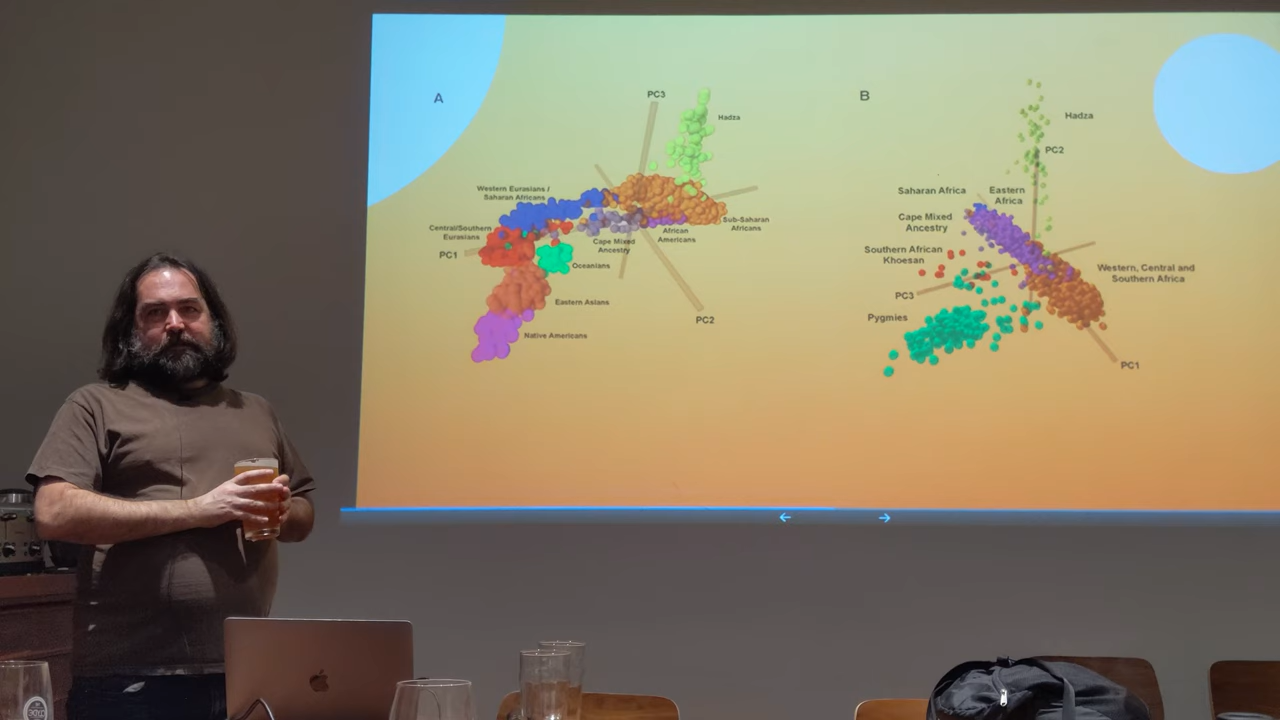 A
PC3
Hadza
Western Eurasians /
Saharan Africans
Central/Southern
Eurasians
PC1
Cape Mixed
Ancestry
African
Americans
Sub-Saharan
Africans
Oceanians
Eastern Asians
PC2
Native Americans
B
Hadza
PC2
Saharan Africa
Eastern
Africa
Cape Mixed
Ancestry
Southern African
Khoesan
Western, Central and
Southern Africa
PC3
Pygmies
PC1